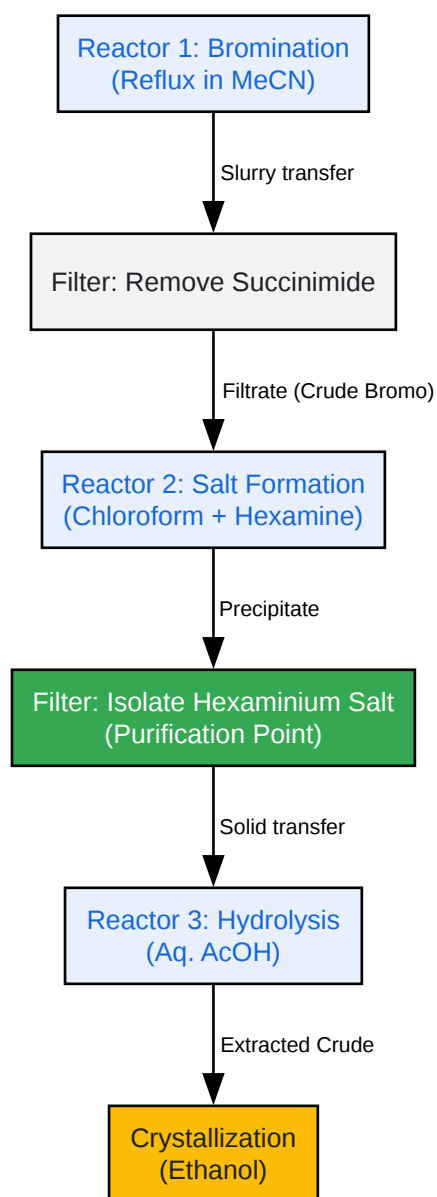 Reactor 1: Bromination
(Reflux in MeCN)
Slurry transfer
Filter: Remove Succinimide
Filtrate (Crude Bromo)
Reactor 2: Salt Formation
(Chloroform + Hexamine)
Precipitate
Filter: Isolate Hexaminium Salt
(Purification Point)
Solid transfer
Reactor 3: Hydrolysis
(Aq. AcOH)
Extracted Crude
Crystallization
(Ethanol)